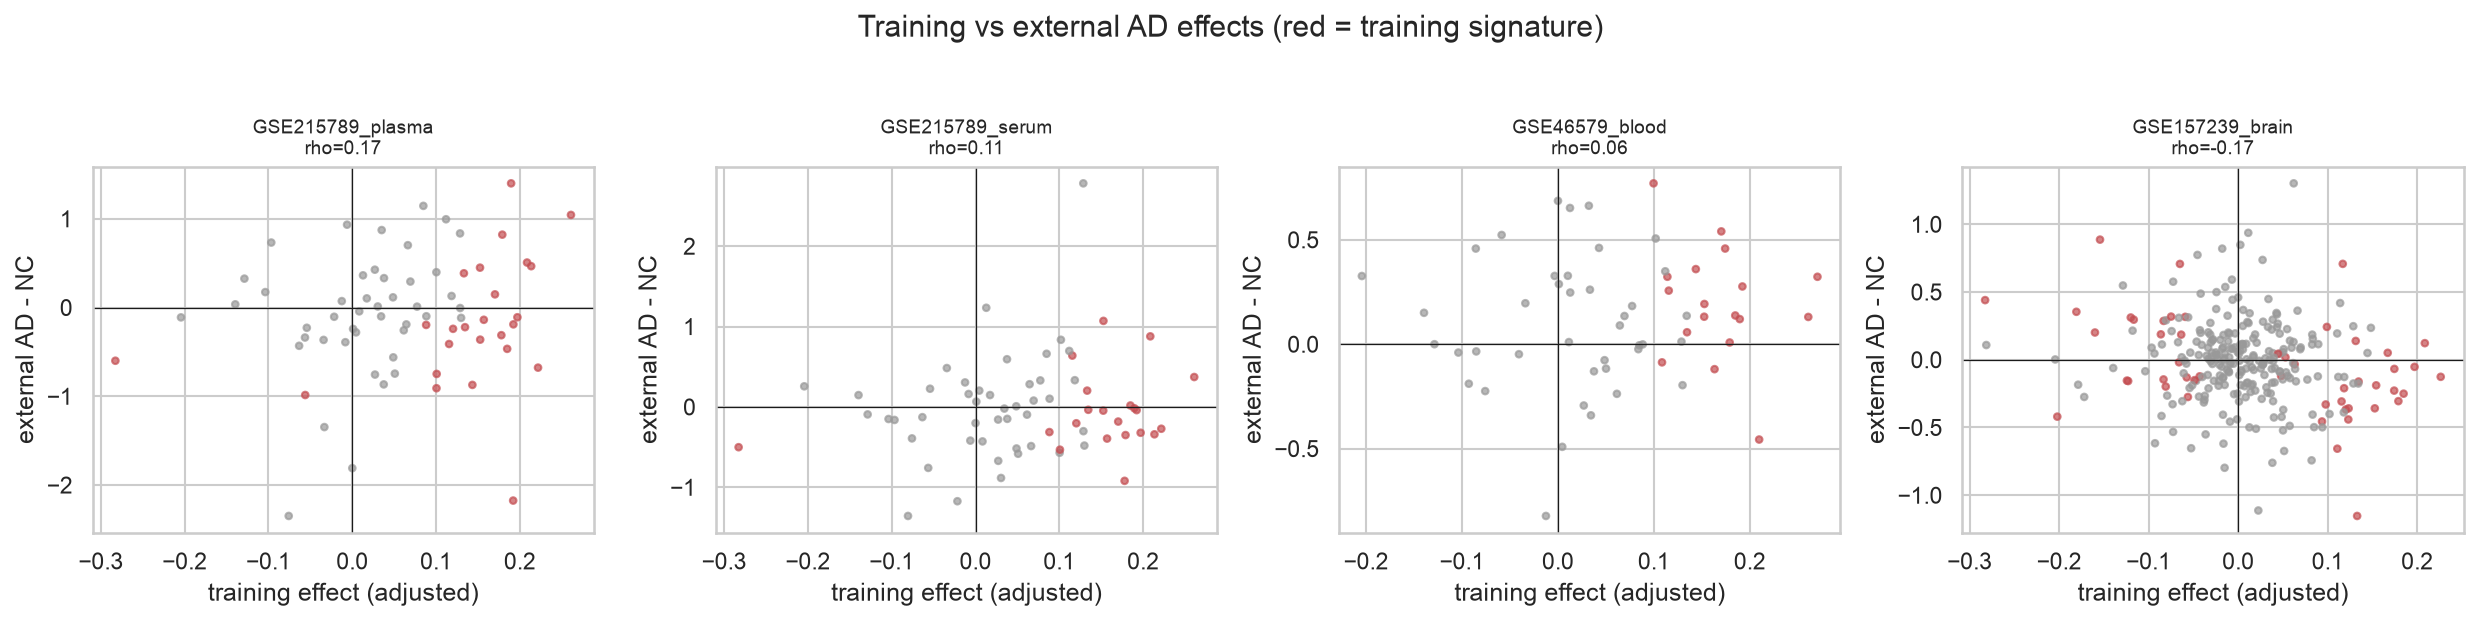 Training vs external AD effects (red = training signature)
GSE215789_plasma
rho=0.17
external AD - NC
1
0
−1
−2
−0.3 −0.2 −0.1 0.0 0.1 0.2
training effect (adjusted)
GSE215789_serum
rho=0.11
external AD - NC
2
1
0
−1
−0.3 −0.2 −0.1 0.0 0.1 0.2
training effect (adjusted)
GSE46579_blood
rho=0.06
external AD - NC
0.5
0.0
−0.5
−0.2 −0.1 0.0 0.1 0.2
training effect (adjusted)
GSE157239_brain
rho=-0.17
external AD - NC
1.0
0.5
0.0
−0.5
−1.0
−0.3 −0.2 −0.1 0.0 0.1 0.2
training effect (adjusted)